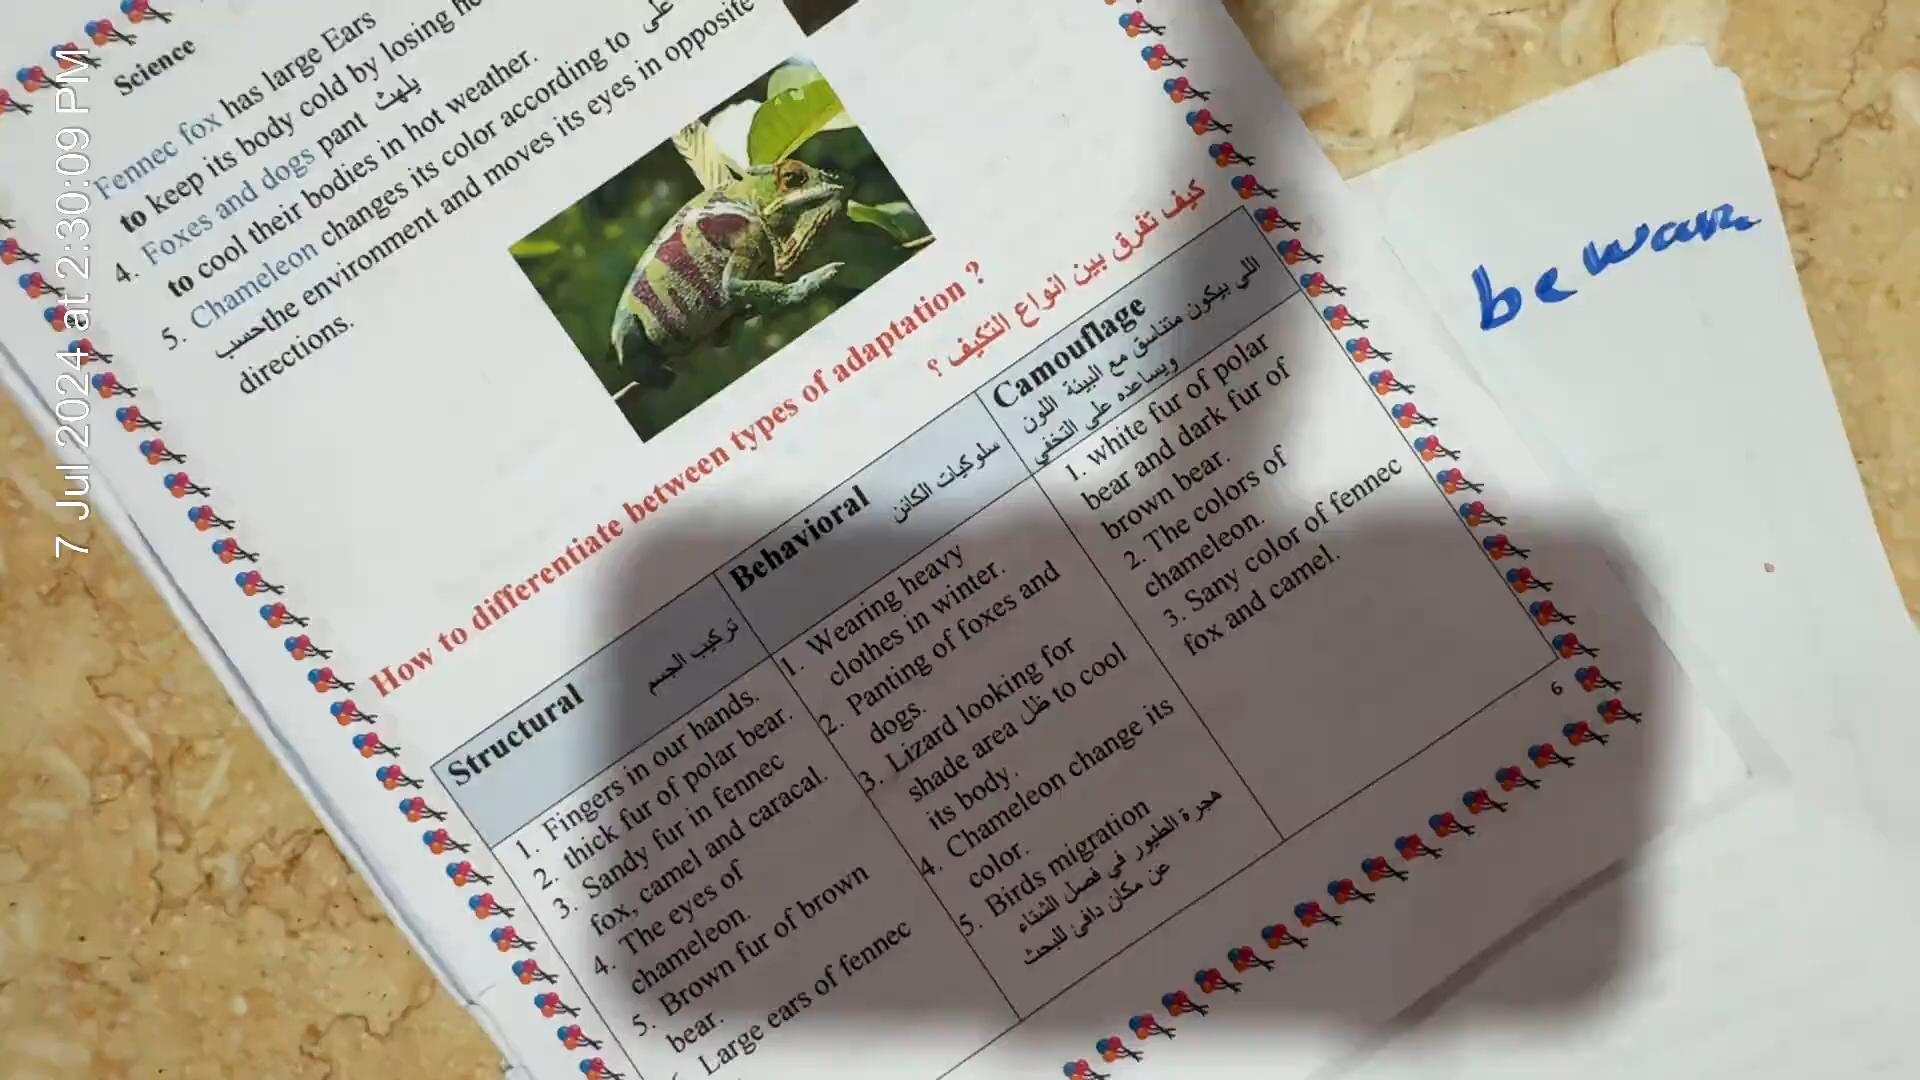 7 Jul 2024 at 2:30:09 PM
Science
Fennec fox has large Ears
to keep its body cold by losing
4. Foxes and dogs pant يلهث
to cool their bodies in hot weather.
5. Chameleon changes its color according to على
حسب the environment and moves its eyes in opposite
directions.
How to differentiate between types of adaptation ?
كيف تفرق بين انواع التكيف ؟
Structural تركيب الجسم
1. Fingers in our hands.
2. thick fur of polar bear.
3. Sandy fur in fennec
fox, camel and caracal.
4. The eyes of
chameleon.
5. Brown fur of brown
bear.
Large ears of fennec
Behavioral
سلوكيات الكائن
1. Wearing heavy
clothes in winter.
2. Panting of foxes and
dogs.
3. Lizard looking for
shade area ظل to cool
its body.
4. Chameleon change its
color.
5. Birds migration
هجرة الطيور في فصل الشتاء
عن مكان دافئ للبحث
Camouflage
اللي بيكون متناسق مع البيئة اللون
ويساعده على التخفي
1. white fur of polar
bear and dark fur of
brown bear.
2. The colors of
chameleon.
3. Sany color of fennec
fox and camel.
6